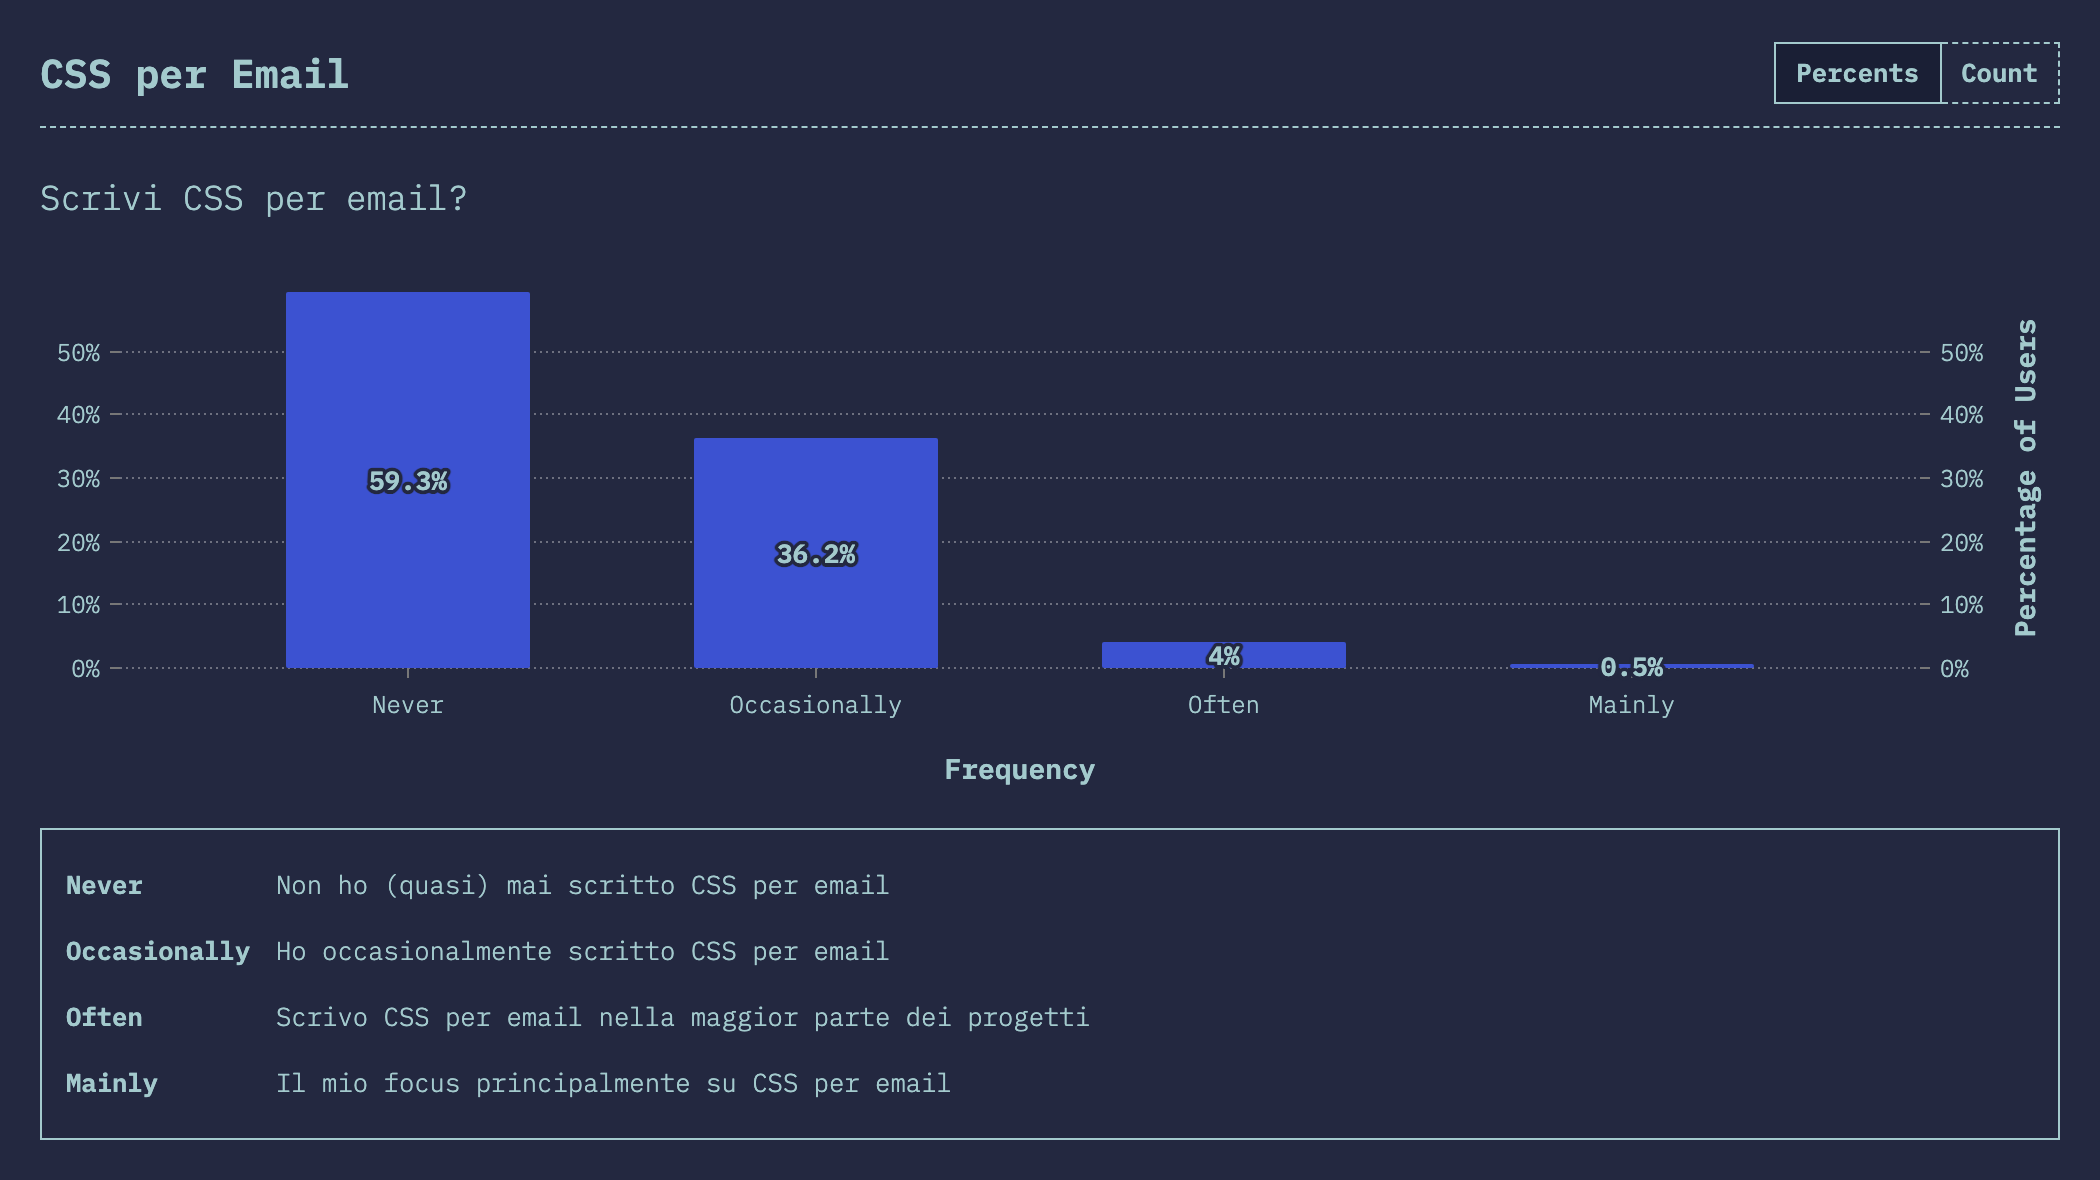 CSS per Email
Percents Count
Scrivi CSS per email?
50% 50%
40% 40%
30% 30%
20% 20%
10% 10%
0% 0%
Percentage of Users
59.3%
36.2%
4%
0.5%
Never Occasionally Often Mainly
Frequency
Never Non ho (quasi) mai scritto CSS per email
Occasionally Ho occasionalmente scritto CSS per email
Often Scrivo CSS per email nella maggior parte dei progetti
Mainly Il mio focus principalmente su CSS per email